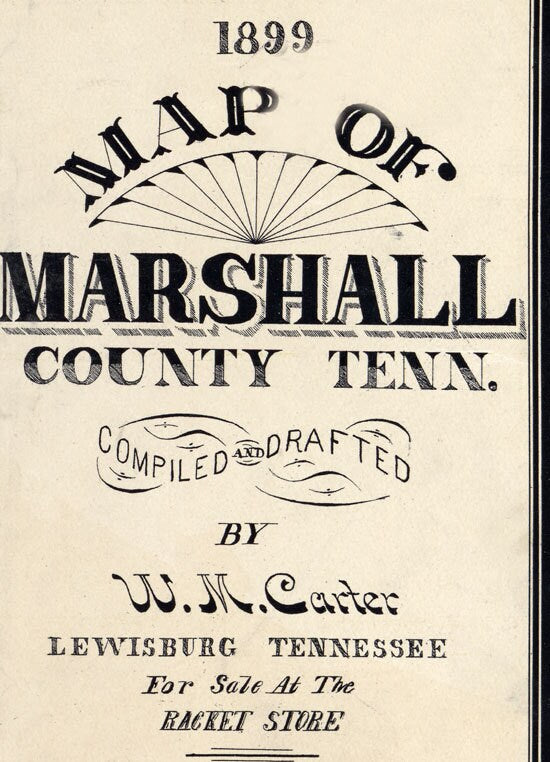 1899
MAP OF
MARSHALL
COUNTY TENN.
COMPILED AND DRAFTED
BY
W. M. Carter
LEWISBURG TENNESSEE
For Sale At The
RACKET STORE